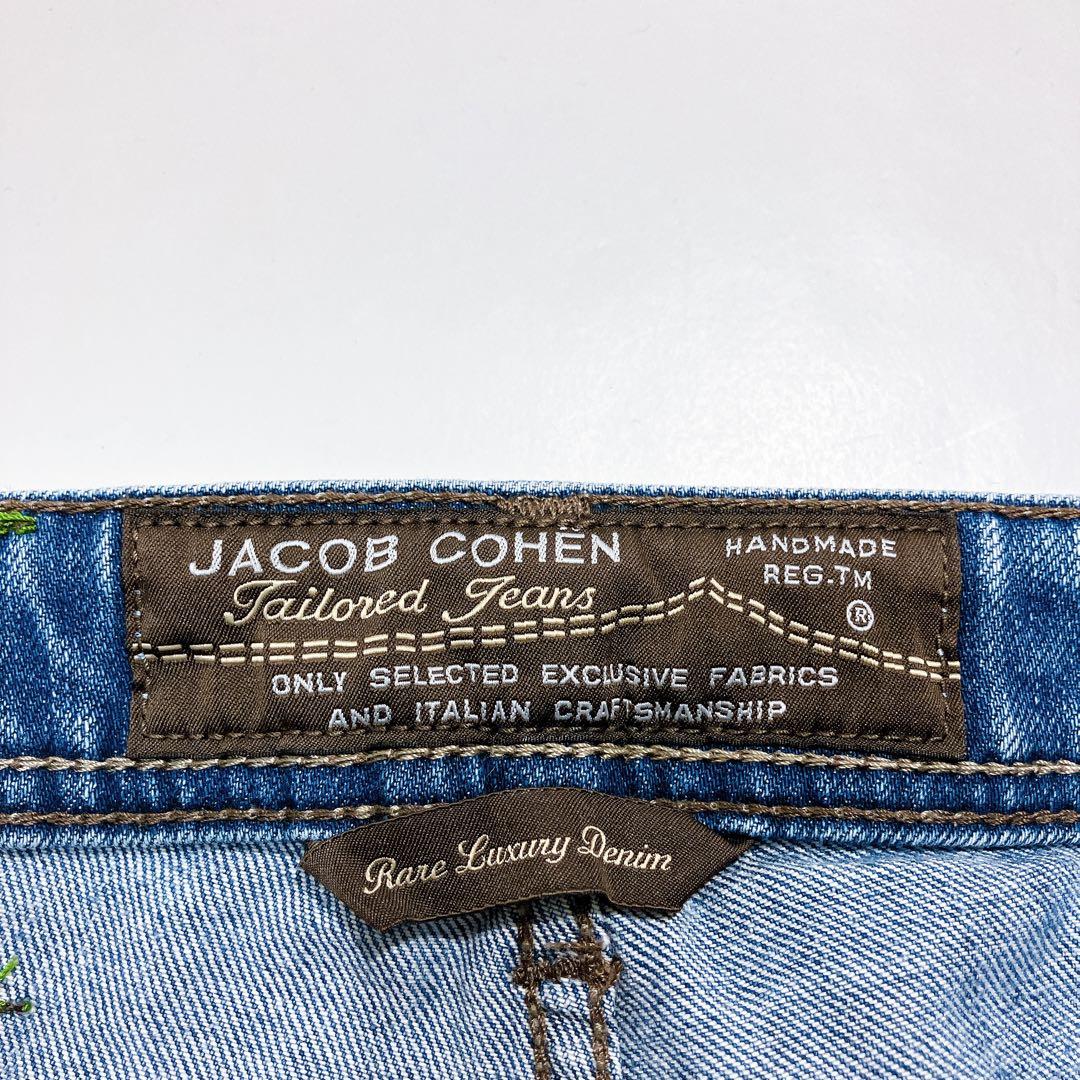 JACOB COHËN
HANDMADE
REG.TM
®
Tailored Jeans
ONLY SELECTED EXCLUSIVE FABRICS
AND ITALIAN CRAFTSMANSHIP
Rare Luxury Denim